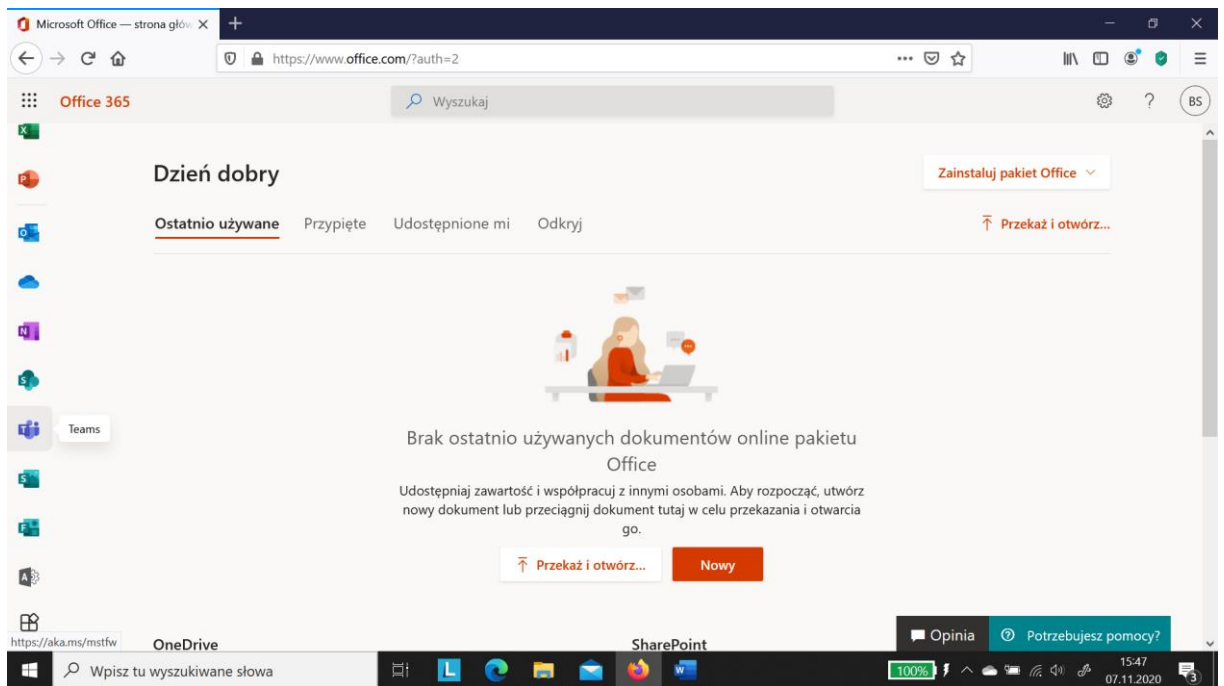 Microsoft Office — strona głów
https://www.office.com/?auth=2
Office 365
Wyszukaj
?
BS
Dzień dobry
Zainstaluj pakiet Office
Ostatnio używane
Przypięte
Udostępnione mi
Odkryj
Przekaż i otwórz...
Teams
Brak ostatnio używanych dokumentów online pakietu
Office
Udostępniaj zawartość i współpracuj z innymi osobami. Aby rozpocząć, utwórz
nowy dokument lub przeciągnij dokument tutaj w celu przekazania i otwarcia
go.
Przekaż i otwórz...
Nowy
https://aka.ms/mstfw
OneDrive
SharePoint
Opinia
Potrzebujesz pomocy?
Wpisz tu wyszukiwane słowa
L
100%
15:47
07.11.2020
3